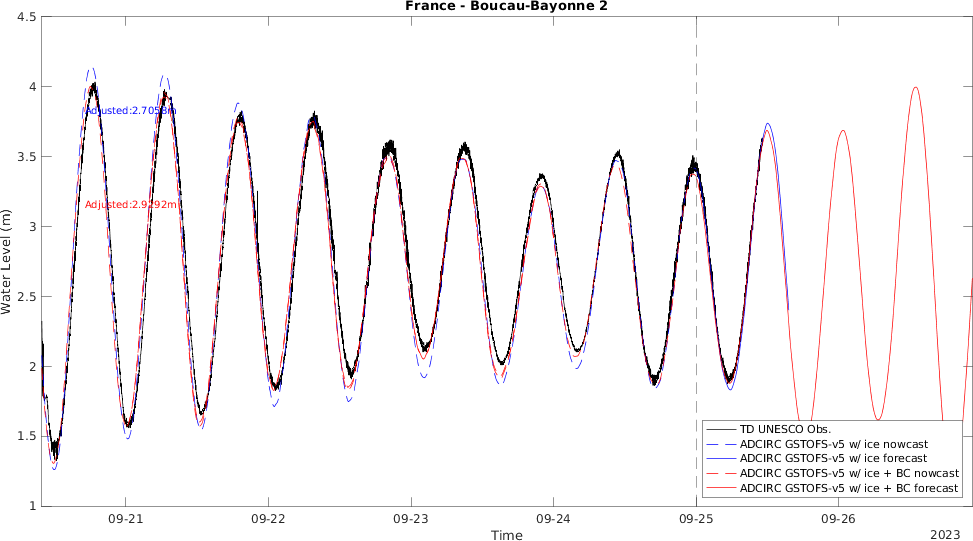 France - Boucau-Bayonne 2
4.5
4
3.5
3
2.5
2
1.5
1
Water Level (m)
Adjusted:2.7058m
Adjusted:2.9292m
TD UNESCO Obs.
ADCIRC GSTOFS-v5 w/ ice nowcast
ADCIRC GSTOFS-v5 w/ ice forecast
ADCIRC GSTOFS-v5 w/ ice + BC nowcast
ADCIRC GSTOFS-v5 w/ ice + BC forecast
09-21 09-22 09-23 09-24 09-25 09-26
Time
2023